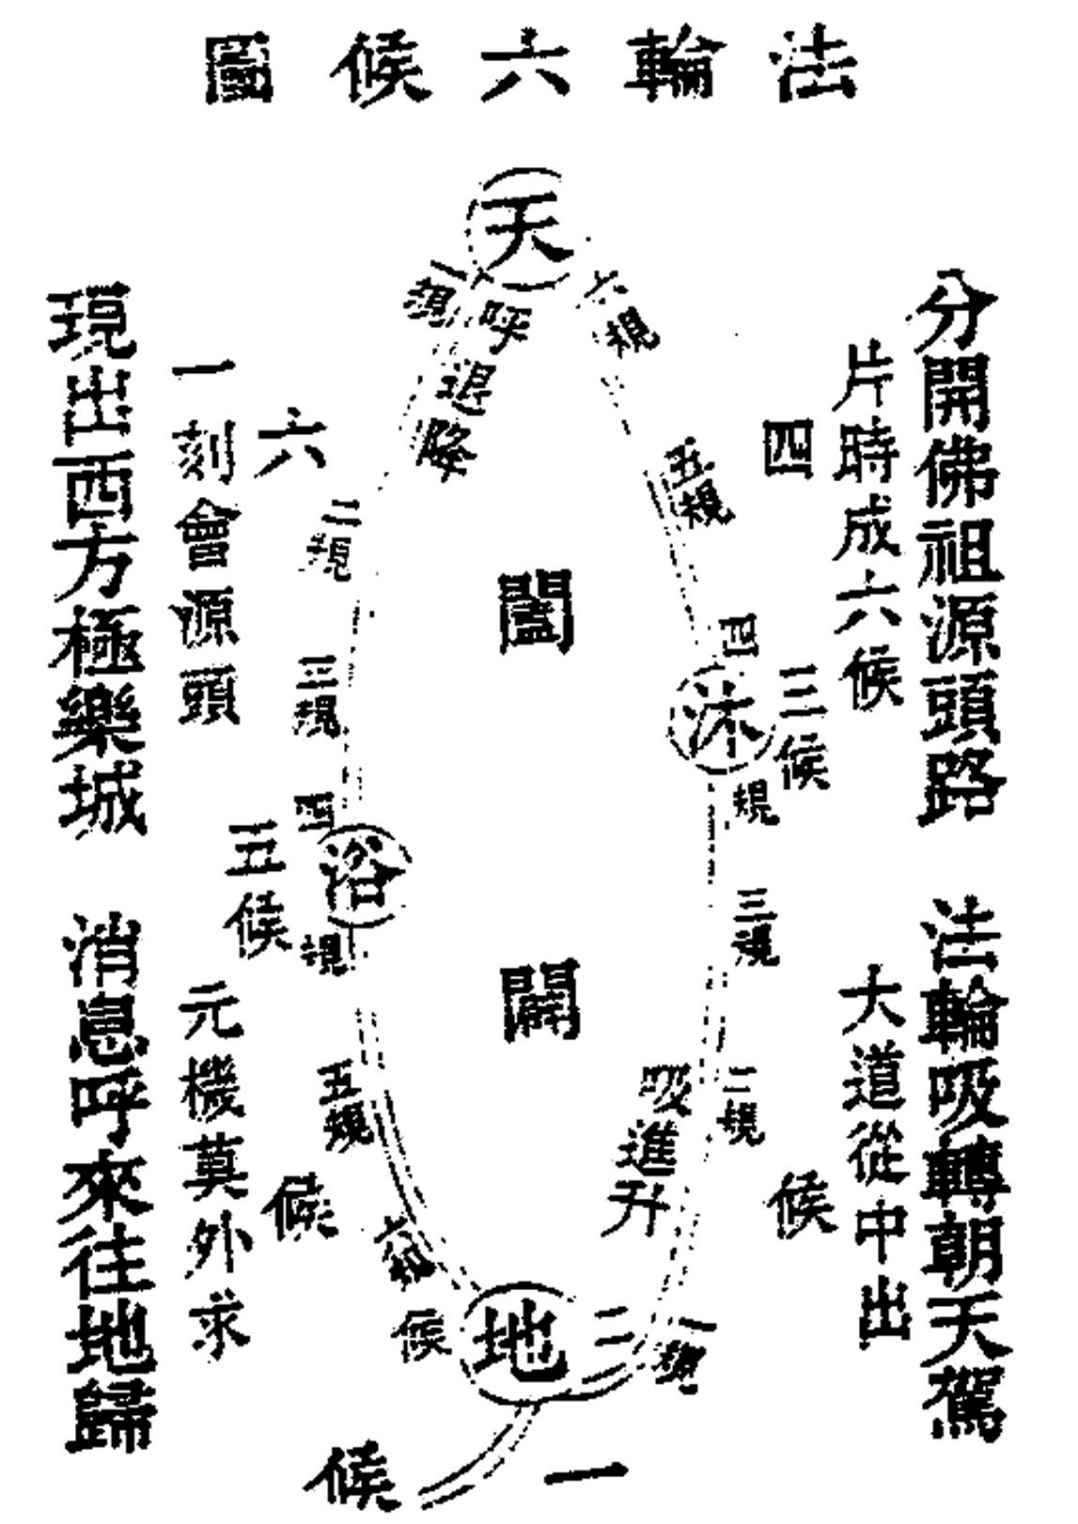 法輪六候圖
分開佛祖源頭路
法輪吸轉朝天駕
片時成六候
大道從中出
天
六規
五規
四
四
沐
規
三候
三規
二規
吸進升
候
一規
地
二
候
一
候
闔
闢
一規
呼退降
六
二規
三規
四
浴
規
五候
五規
候
六規
一刻會源頭
元機莫外求
現出西方極樂城
消息呼來往地歸